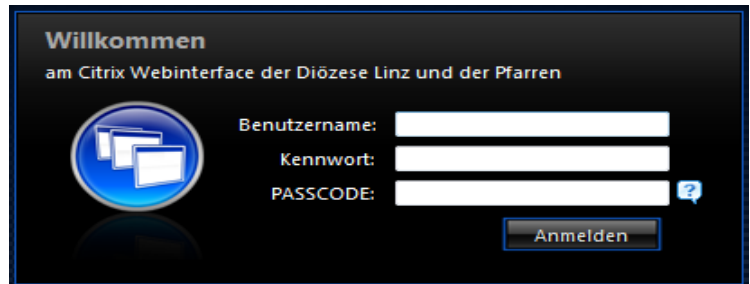 Willkommen
am Citrix Webinterface der Diözese Linz und der Pfarren
Benutzername:
Kennwort:
PASSCODE:
?
Anmelden